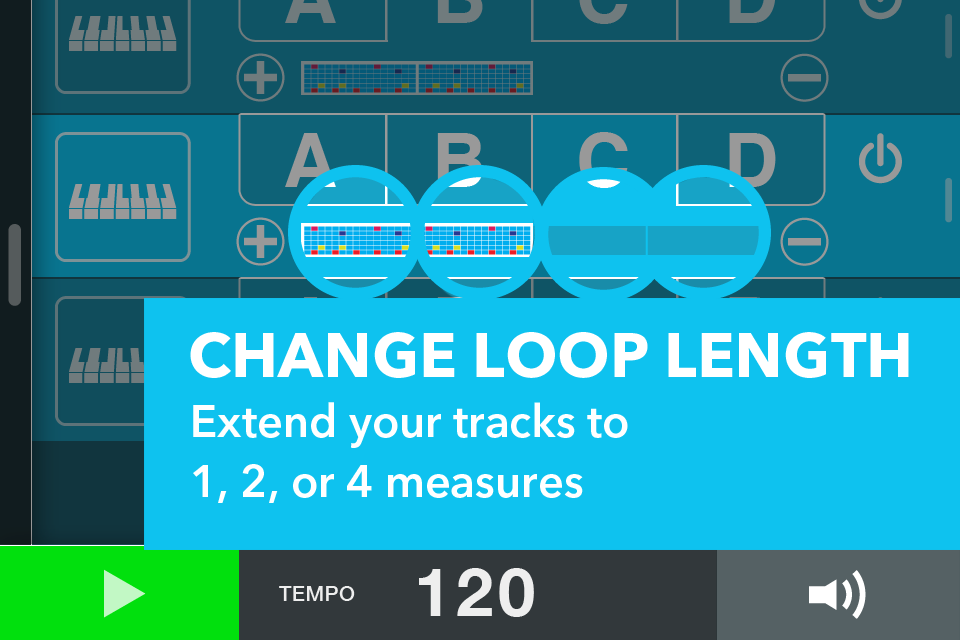 A B C D
A B C D
CHANGE LOOP LENGTH
Extend your tracks to
1, 2, or 4 measures
TEMPO 120